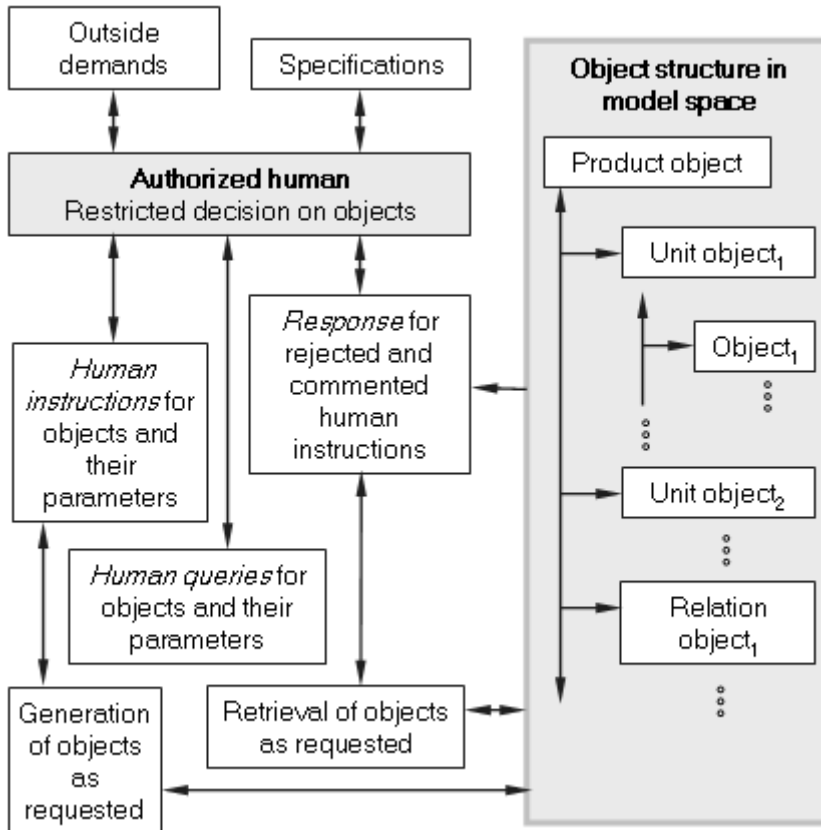 Outside
demands
Specifications
Authorized human
Restricted decision on objects
Human
instructions for
objects and
their
parameters
Response for
rejected and
commented
human
instructions
Human queries for
objects and their
parameters
Generation
of objects
as
requested
Retrieval of objects
as requested
Object structure in
model space
Product object
Unit object₁
Object₁
Unit object₂
Relation
object₁